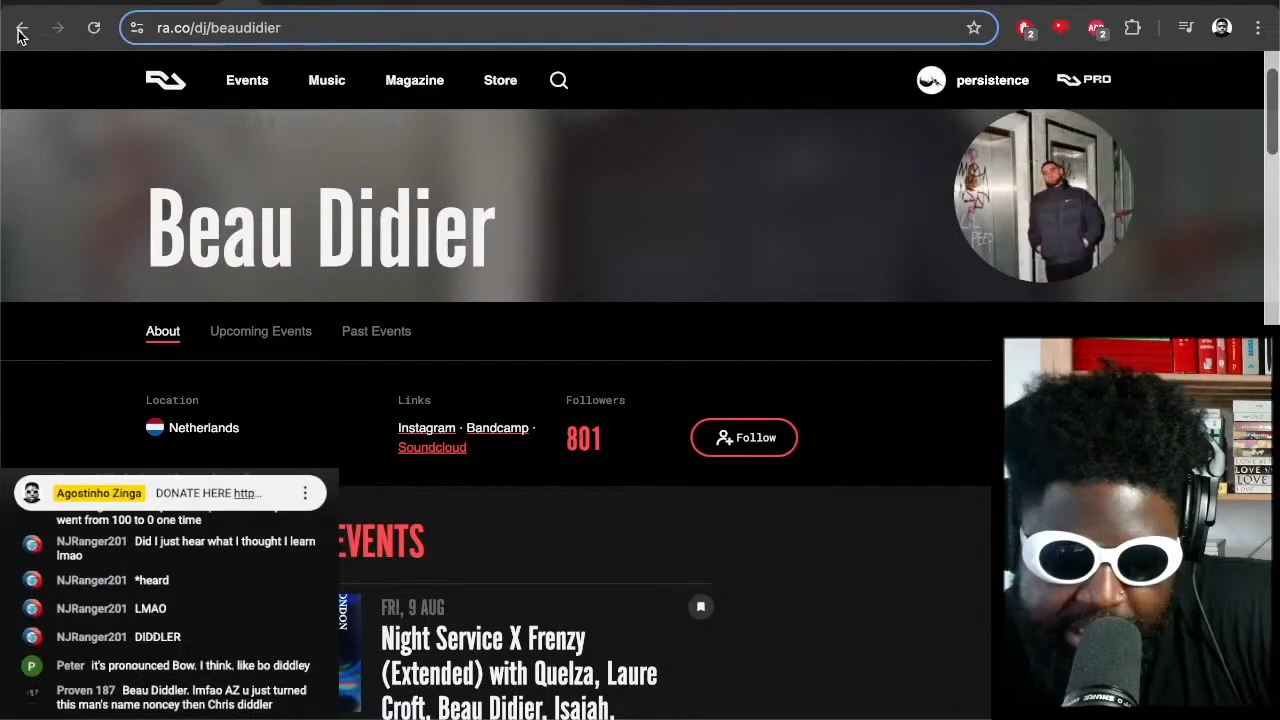 ra.co/dj/beaudidier
2
2
Events Music Magazine Store
persistence
PRO
Beau Didier
About Upcoming Events Past Events
Location Links Followers
Netherlands
Instagram · Bandcamp ·
Soundcloud
801
Follow
Agostinho Zinga DONATE HERE http...
went from 100 to 0 one time
NJRanger201 Did I just hear what I thought I learn
lmao
NJRanger201 *heard
NJRanger201 LMAO
NJRanger201 DIDDLER
Peter it's pronounced Bow. I think. like bo diddley
Proven 187 Beau Diddler. lmfao AZ u just turned
this man's name noncey then Chris diddler
EVENTS
FRI, 9 AUG
Night Service X Frenzy
(Extended) with Quelza, Laure
Croft, Beau Didier, Isaiah,